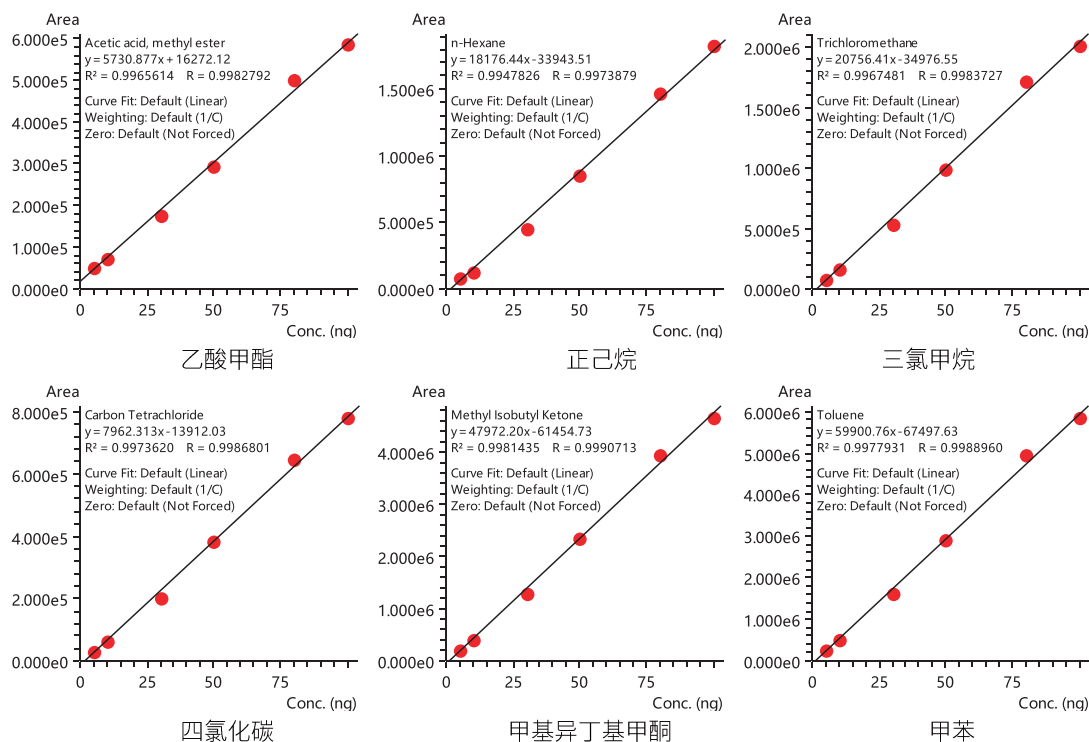 Area
6.000e5
5.000e5
4.000e5
3.000e5
2.000e5
1.000e5
0.000e0
Acetic acid, methyl ester
y=5730.877x+16272.12
R² = 0.9965614 R = 0.9982792
Curve Fit: Default (Linear)
Weighting: Default (1/C)
Zero: Default (Not Forced)
0 25 50 75
Conc. (ng)
乙酸甲酯
Area
1.500e6
1.000e6
5.000e5
0.000e0
n-Hexane
y=18176.44x-33943.51
R² = 0.9947826 R = 0.9973879
Curve Fit: Default (Linear)
Weighting: Default (1/C)
Zero: Default (Not Forced)
0 25 50 75
Conc. (ng)
正己烷
Area
2.000e6
1.500e6
1.000e6
5.000e5
0.000e0
Trichloromethane
y=20756.41x-34976.55
R² = 0.9967481 R = 0.9983727
Curve Fit: Default (Linear)
Weighting: Default (1/C)
Zero: Default (Not Forced)
0 25 50 75
Conc. (ng)
三氯甲烷
Area
8.000e5
6.000e5
4.000e5
2.000e5
0.000e0
Carbon Tetrachloride
y=7962.313x-13912.03
R² = 0.9973620 R = 0.9986801
Curve Fit: Default (Linear)
Weighting: Default (1/C)
Zero: Default (Not Forced)
0 25 50 75
Conc. (ng)
四氯化碳
Area
4.000e6
3.000e6
2.000e6
1.000e6
0.000e0
Methyl Isobutyl Ketone
y=47972.20x-61454.73
R² = 0.9981435 R = 0.9990713
Curve Fit: Default (Linear)
Weighting: Default (1/C)
Zero: Default (Not Forced)
0 25 50 75
Conc. (ng)
甲基异丁基甲酮
Area
6.000e6
5.000e6
4.000e6
3.000e6
2.000e6
1.000e6
0.000e0
Toluene
y=59900.76x-67497.63
R² = 0.9977931 R = 0.9988960
Curve Fit: Default (Linear)
Weighting: Default (1/C)
Zero: Default (Not Forced)
0 25 50 75
Conc. (ng)
甲苯